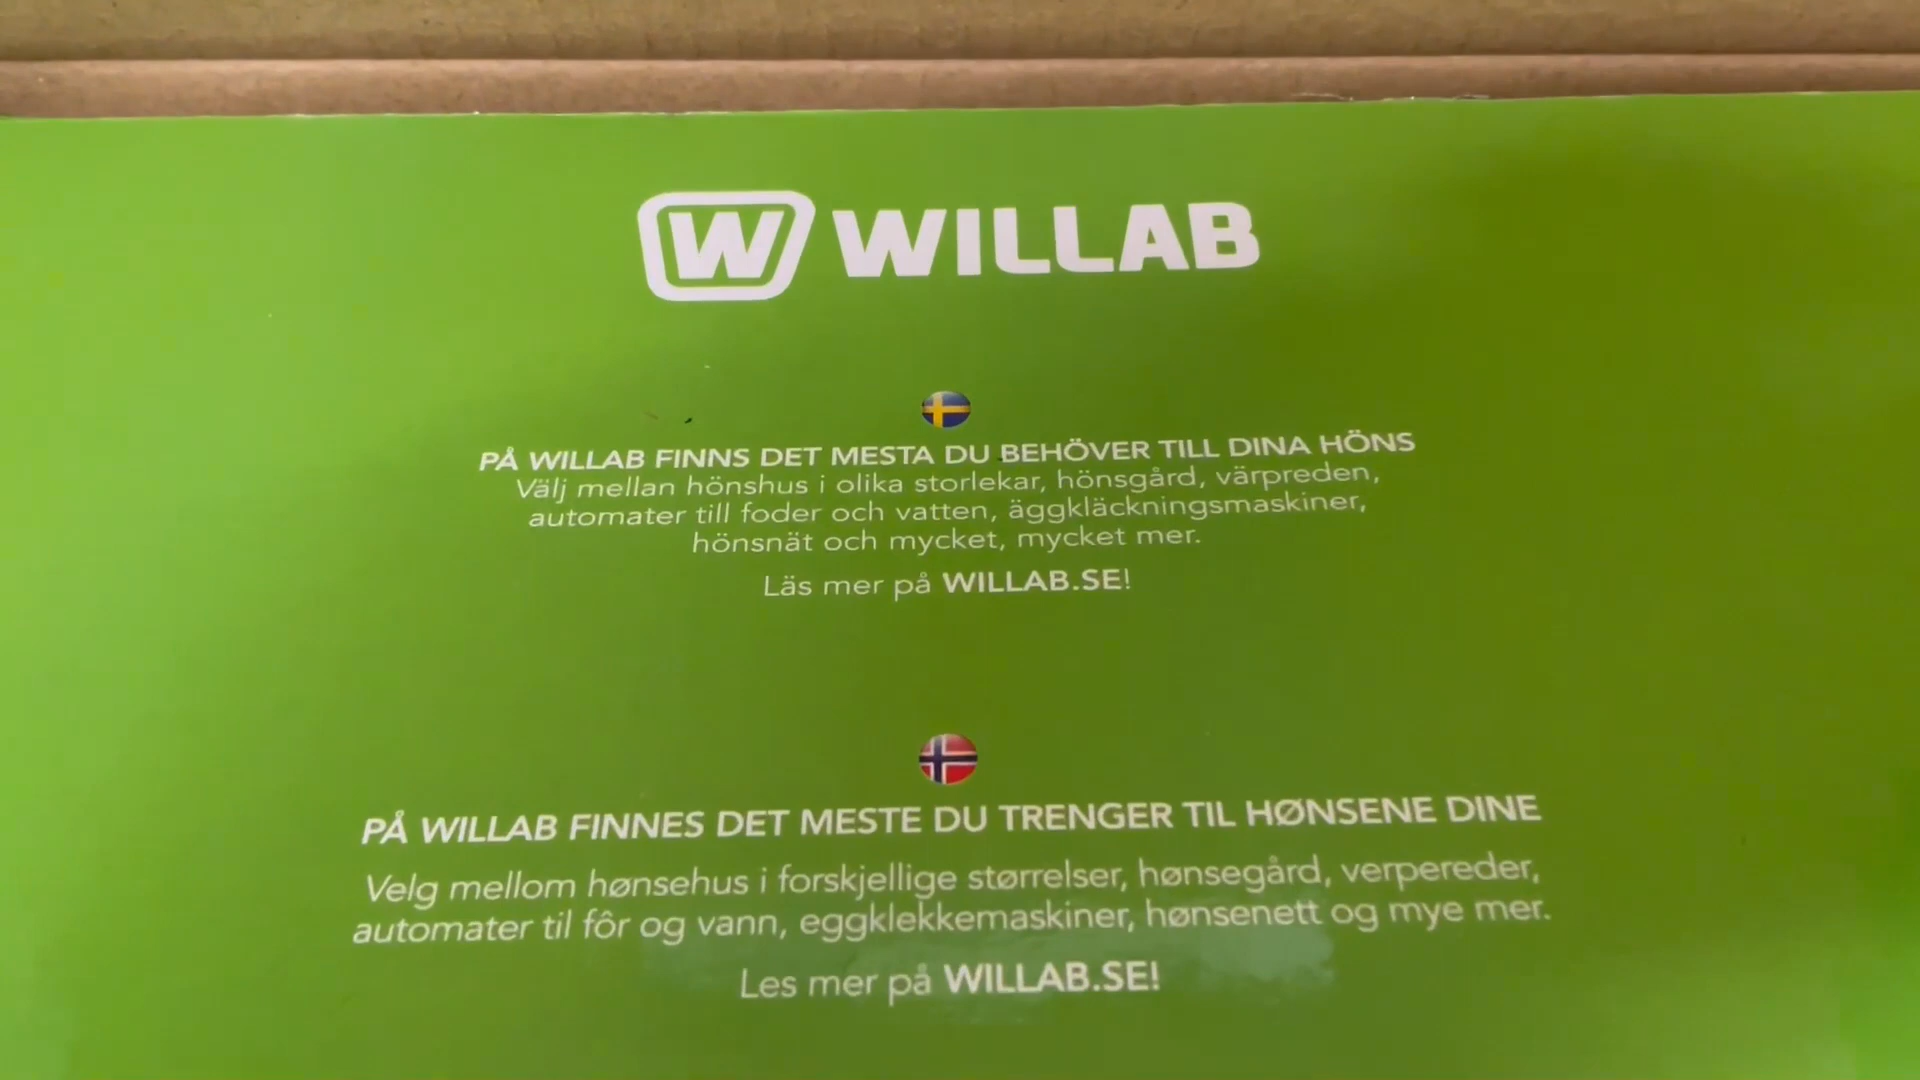 W WILLAB
PÅ WILLAB FINNS DET MESTA DU BEHÖVER TILL DINA HÖNS
Välj mellan hönshus i olika storlekar, hönsgård, värpreden,
automater till foder och vatten, äggkläckningsmaskiner,
hönsnät och mycket, mycket mer.
Läs mer på WILLAB.SE!
PÅ WILLAB FINNES DET MESTE DU TRENGER TIL HØNSENE DINE
Velg mellom hønsehus i forskjellige størrelser, hønsegård, verpereder,
automater til fôr og vann, eggklekkemaskiner, hønsenett og mye mer.
Les mer på WILLAB.SE!